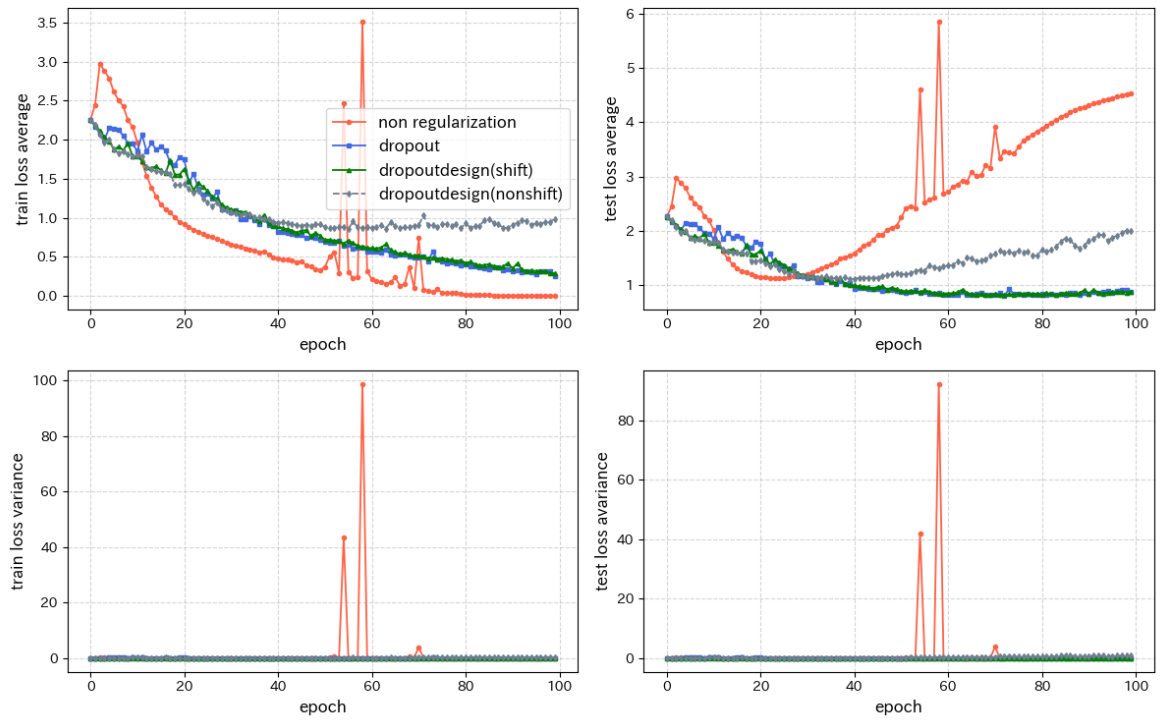 3.5
3.0
2.5
2.0
1.5
1.0
0.5
0.0
train loss average
non regularization
dropout
dropoutdesign(shift)
dropoutdesign(nonshift)
0 20 40 60 80 100
epoch
6
5
4
3
2
1
test loss average
0 20 40 60 80 100
epoch
100
80
60
40
20
0
train loss variance
0 20 40 60 80 100
epoch
80
60
40
20
0
test loss avariance
0 20 40 60 80 100
epoch